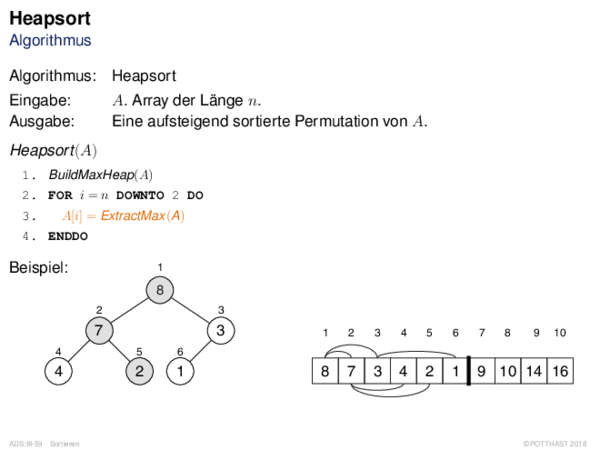 Heapsort
Algorithmus
Algorithmus: Heapsort
Eingabe: A. Array der Länge n.
Ausgabe: Eine aufsteigend sortierte Permutation von A.
Heapsort(A)
1. BuildMaxHeap(A)
2. FOR i = n DOWNTO 2 DO
3. A[i] = ExtractMax(A)
4. ENDDO
Beispiel:
1
8
2 3
7 3
4 5 6
4 2 1
1 2 3 4 5 6 7 8 9 10
8 7 3 4 2 1 9 10 14 16
ADS:III-59 Sortieren
©POTTHAST 2018